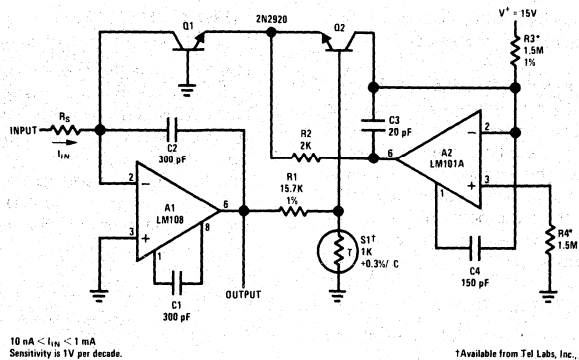 V+ = 15V
2N2920
Q1
Q2
R3*
1.5M
1%
RS
INPUT
IIN
C2
300 pF
C3
20 pF
R2
2K
A2
LM101A
2
3
6
1
R1
15.7K
1%
A1
LM108
2
3
6
8
1
R4*
1.5M
S1†
1K
+0.3%/ C
T
C4
150 pF
C1
300 pF
OUTPUT
10 nA < IIN < 1 mA
Sensitivity is 1V per decade.
†Available from Tel Labs, Inc.,